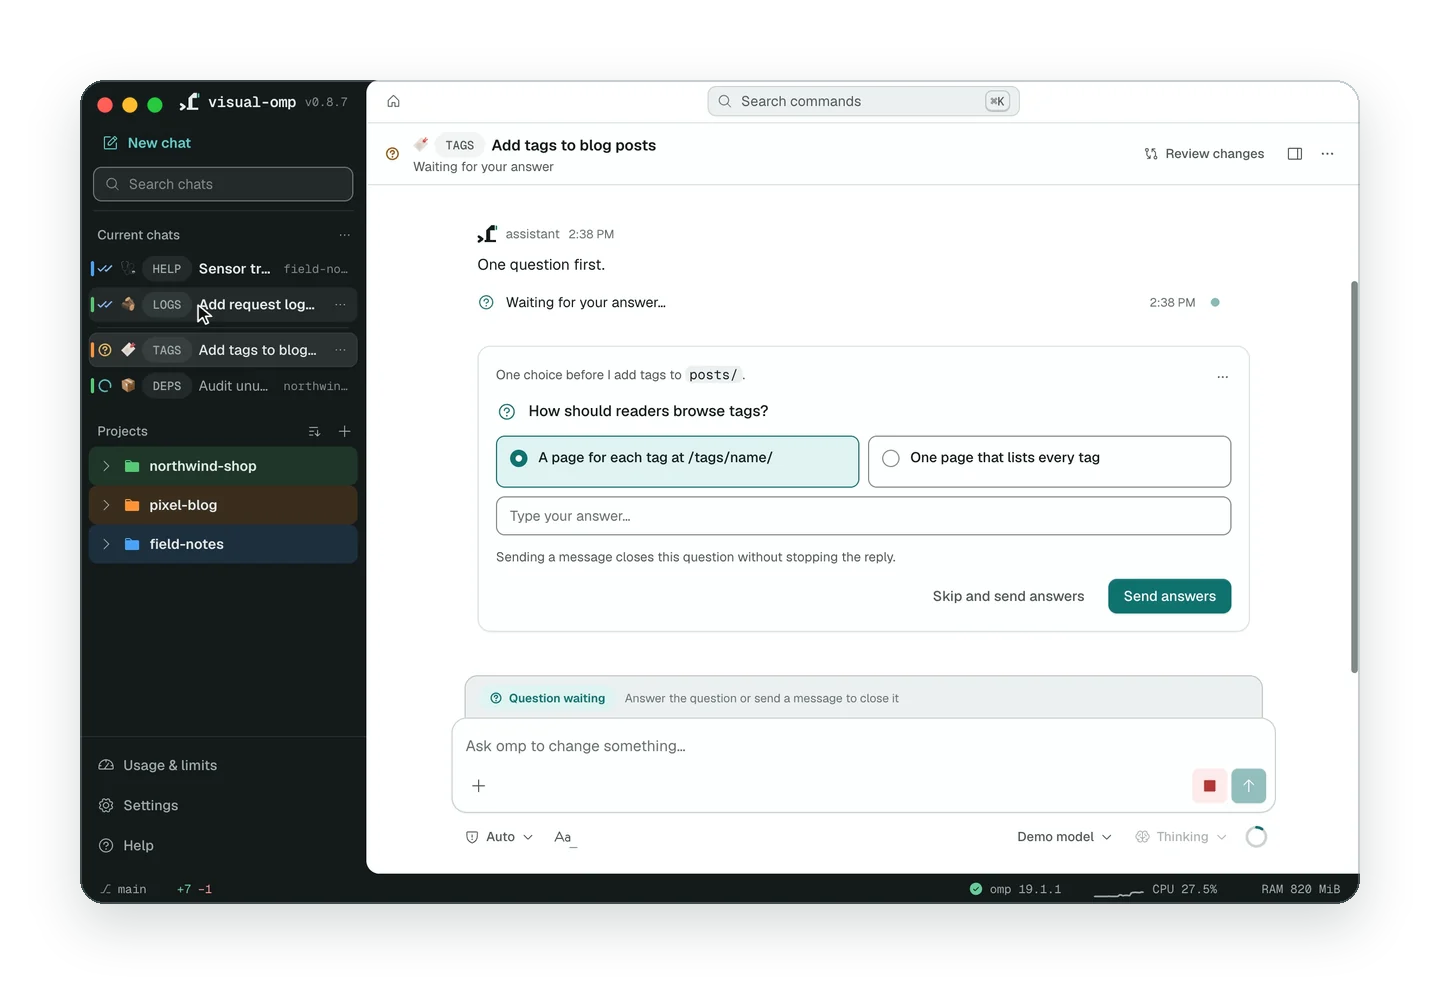 visual-omp v0.8.7
Search commands
⌘K
New chat
Search chats
Current chats
HELP Sensor tr... field-no...
LOGS Add request log...
TAGS Add tags to blog...
DEPS Audit unu... northwin...
Projects
northwind-shop
pixel-blog
field-notes
Usage & limits
Settings
Help
TAGS Add tags to blog posts
Waiting for your answer
Review changes
assistant 2:38 PM
One question first.
Waiting for your answer...
2:38 PM
One choice before I add tags to posts/.
How should readers browse tags?
A page for each tag at /tags/name/
One page that lists every tag
Type your answer...
Sending a message closes this question without stopping the reply.
Skip and send answers
Send answers
Question waiting Answer the question or send a message to close it
Ask omp to change something...
Auto
Aa_
Demo model
Thinking
main +7 −1
omp 19.1.1
CPU 27.5%
RAM 820 MiB